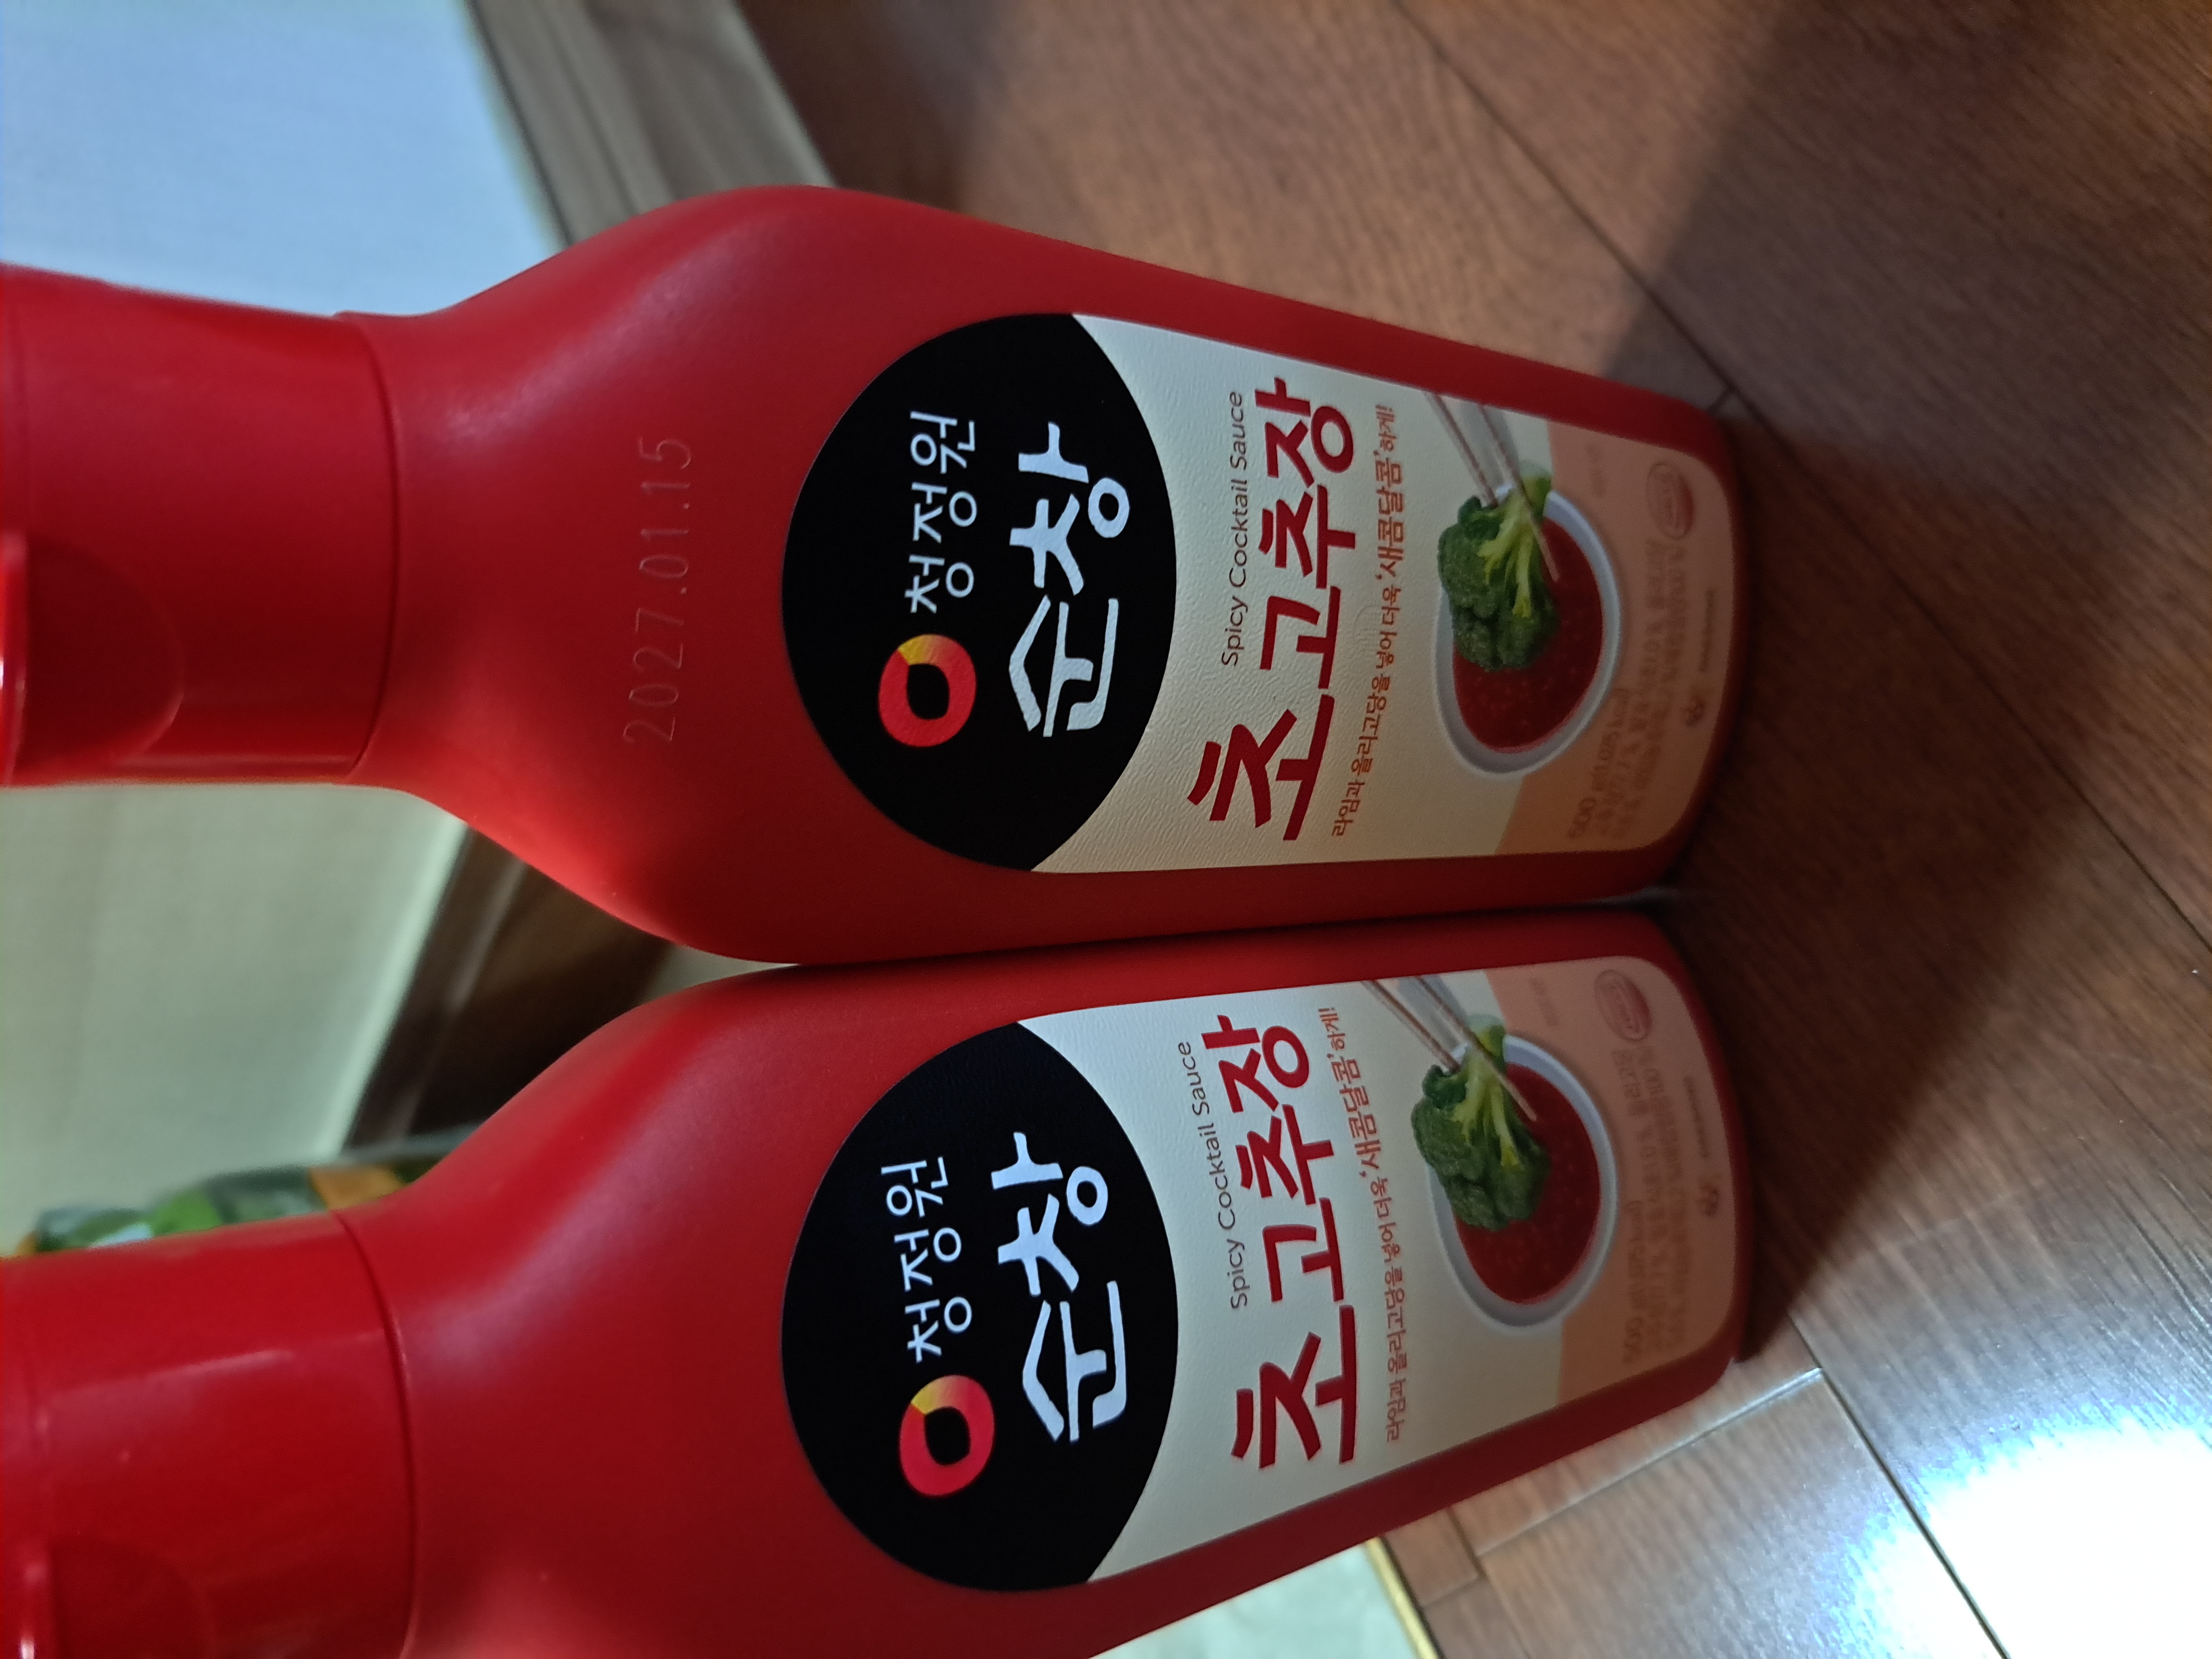 2027.01.15
청정원
순창
Spicy Cocktail Sauce
초고추장
라임과 올리고당을 넣어 더욱 '새콤달콤'하게!
500 g
청정원
순창
Spicy Cocktail Sauce
초고추장
라임과 올리고당을 넣어 더욱 '새콤달콤'하게!
500 g